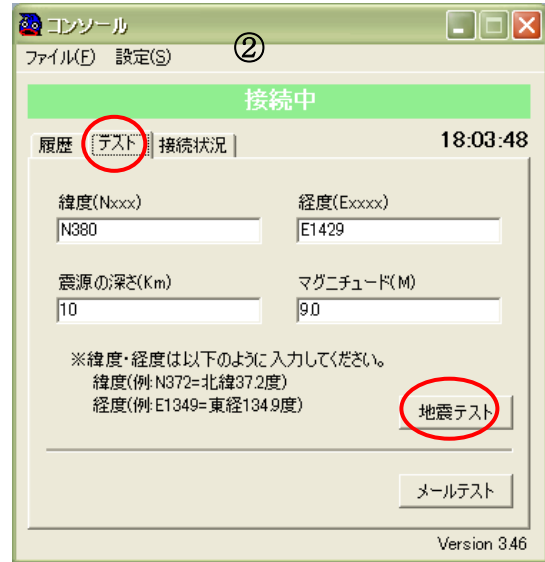 コンソール
ファイル(F) 設定(S) ②
接続中
履歴 テスト 接続状況 18:03:48
緯度(Nxxx) 経度(Exxxx)
N380 E1429
震源の深さ(Km) マグニチュード(M)
10 9.0
※緯度・経度は以下のように入力してください。
緯度(例:N372=北緯37.2度)
経度(例:E1349=東経134.9度)
地震テスト
メールテスト
Version 3.46